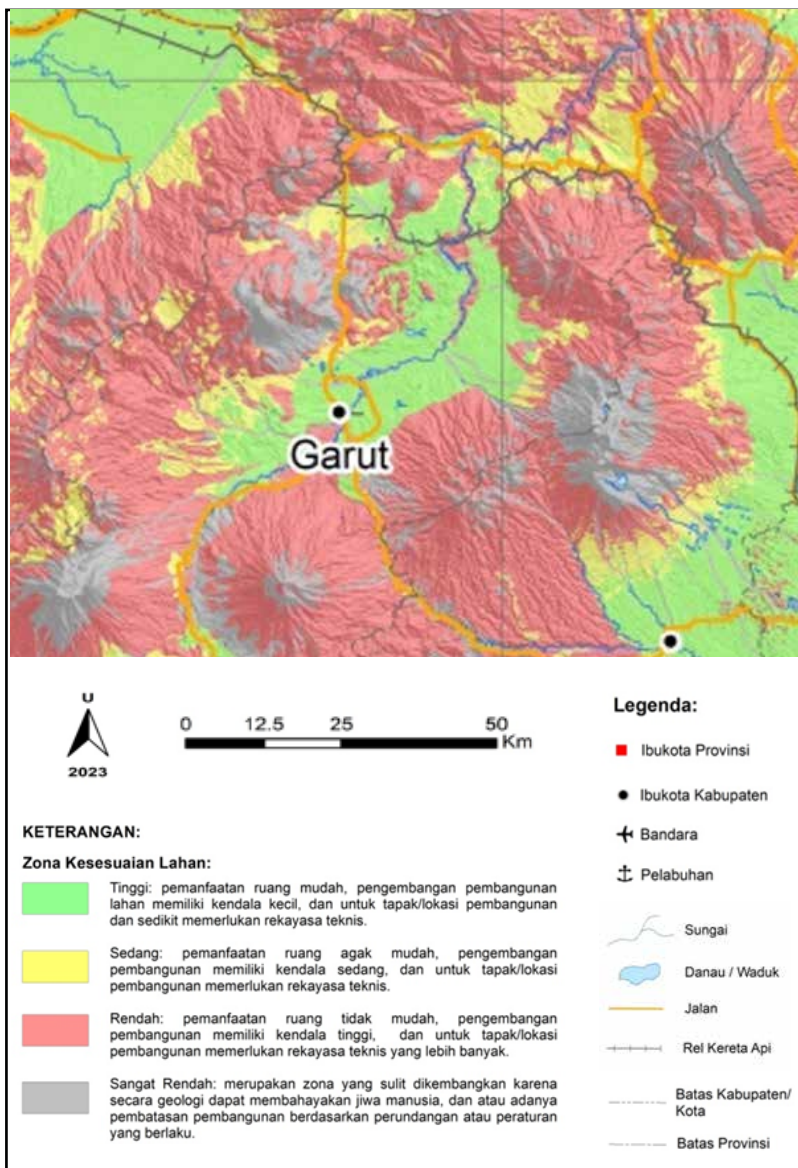 Garut
U
2023
0 12.5 25 50
Km
Legenda:
Ibukota Provinsi
Ibukota Kabupaten
Bandara
Pelabuhan
Sungai
Danau / Waduk
Jalan
Rel Kereta Api
Batas Kabupaten/
Kota
Batas Provinsi
KETERANGAN:
Zona Kesesuaian Lahan:
Tinggi: pemanfaatan ruang mudah, pengembangan pembangunan
lahan memiliki kendala kecil, dan untuk tapak/lokasi pembangunan
dan sedikit memerlukan rekayasa teknis.
Sedang: pemanfaatan ruang agak mudah, pengembangan
pembangunan memiliki kendala sedang, dan untuk tapak/lokasi
pembangunan memerlukan rekayasa teknis.
Rendah: pemanfaatan ruang tidak mudah, pengembangan
pembangunan memiliki kendala tinggi, dan untuk tapak/lokasi
pembangunan memerlukan rekayasa teknis yang lebih banyak.
Sangat Rendah: merupakan zona yang sulit dikembangkan karena
secara geologi dapat membahayakan jiwa manusia, dan atau adanya
pembatasan pembangunan berdasarkan perundangan atau peraturan
yang berlaku.